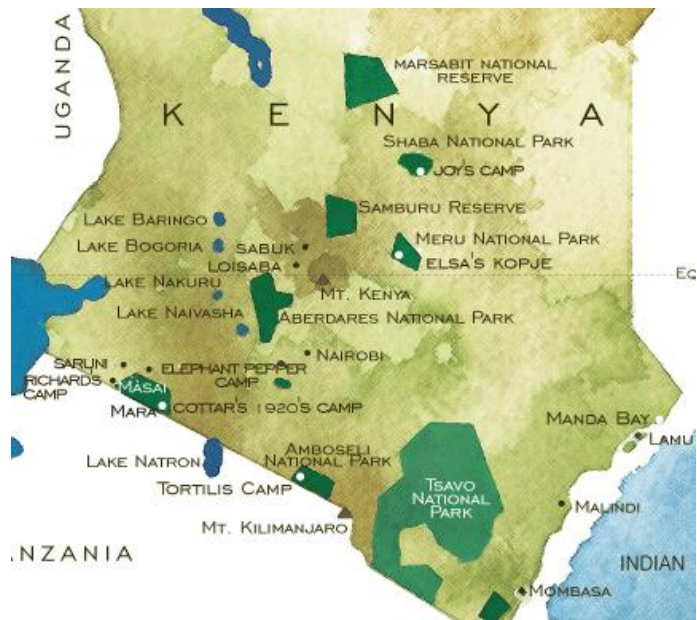 UGANDA
MARSABIT NATIONAL
RESERVE
KENYA
SHABA NATIONAL PARK
JOY'S CAMP
LAKE BARINGO
SAMBURU RESERVE
LAKE BOGORIA
SABUK
MERU NATIONAL PARK
LOISABA
ELSA'S KOPJE
LAKE NAKURU
EQ
MT. KENYA
LAKE NAIVASHA
ABERDARES NATIONAL PARK
NAIROBI
SARUNI
ELEPHANT PEPPER
CAMP
RICHARDS
CAMP
MASAI
MARA
COTTAR'S 1920'S CAMP
MANDA BAY
LAMU
AMBOSELI
NATIONAL PARK
LAKE NATRON
TORTILIS CAMP
TSAVO
NATIONAL
PARK
MALINDI
MT. KILIMANJARO
ANZANIA
INDIAN
MOMBASA